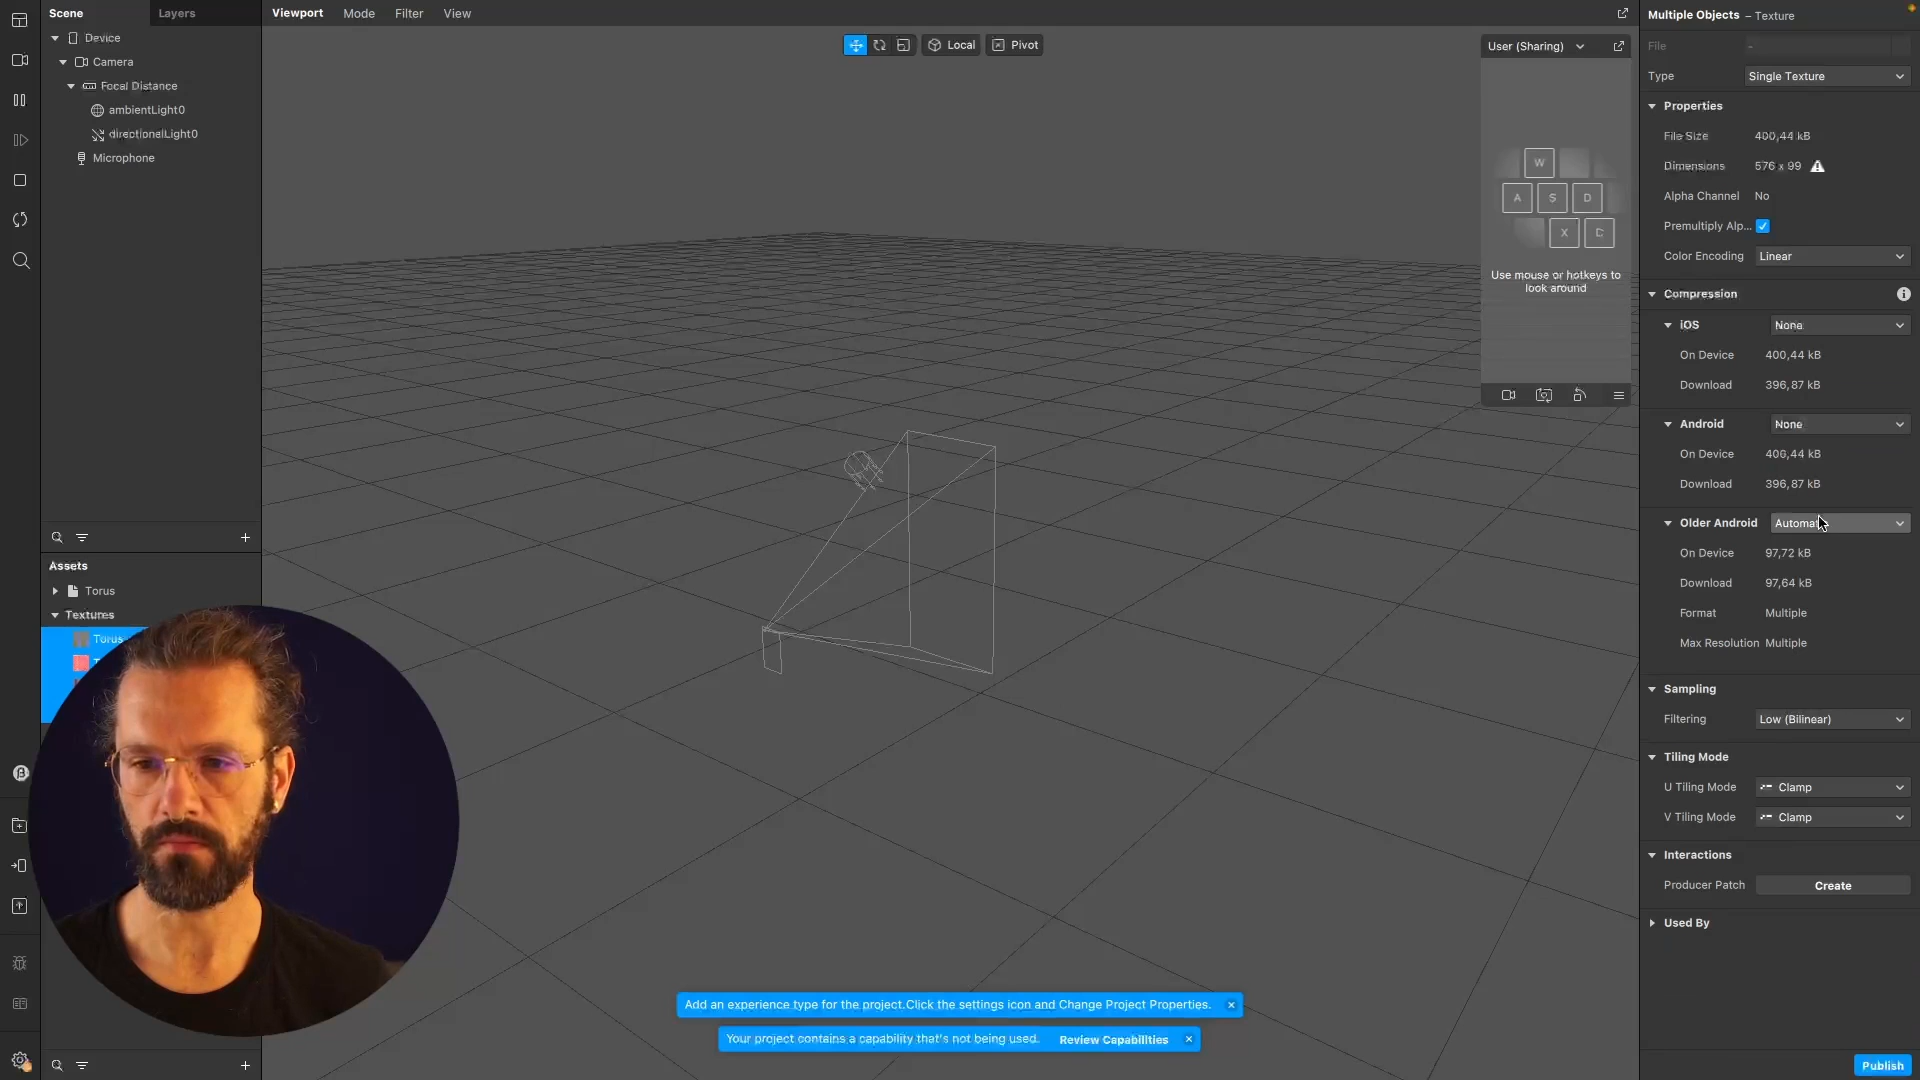 Scene
Layers
Viewport
Mode
Filter
View
Multiple Objects – Texture
Device
Camera
Focal Distance
ambientLight0
directionalLight0
Microphone
Local
Pivot
User (Sharing)
W
A
S
D
X
C
Use mouse or hotkeys to
look around
File
-
Type
Single Texture
Properties
File Size
400,44 kB
Dimensions
576 x 99
Alpha Channel
No
Premultiply Alp...
Color Encoding
Linear
Compression
iOS
None
On Device
400,44 kB
Download
396,87 kB
Android
None
On Device
406,44 kB
Download
396,87 kB
Older Android
On Device
97,72 kB
Download
97,64 kB
Format
Multiple
Max Resolution
Multiple
Sampling
Filtering
Low (Bilinear)
Tiling Mode
U Tiling Mode
Clamp
V Tiling Mode
Clamp
Interactions
Producer Patch
Create
Used By
Assets
Torus
Textures
Torus
Add an experience type for the project.Click the settings icon and Change Project Properties.
Your project contains a capability that's not being used.
Review Capabilities
Publish